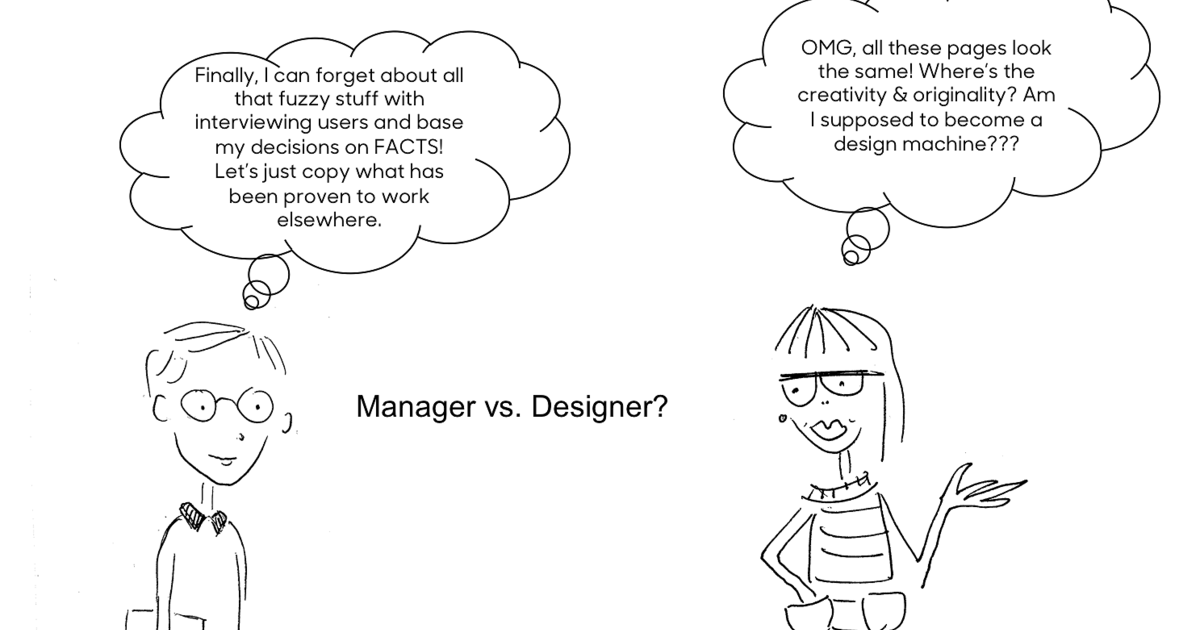 Finally, I can forget about all
that fuzzy stuff with
interviewing users and base
my decisions on FACTS!
Let's just copy what has
been proven to work
elsewhere.
OMG, all these pages look
the same! Where's the
creativity & originality? Am
I supposed to become a
design machine???
Manager vs. Designer?